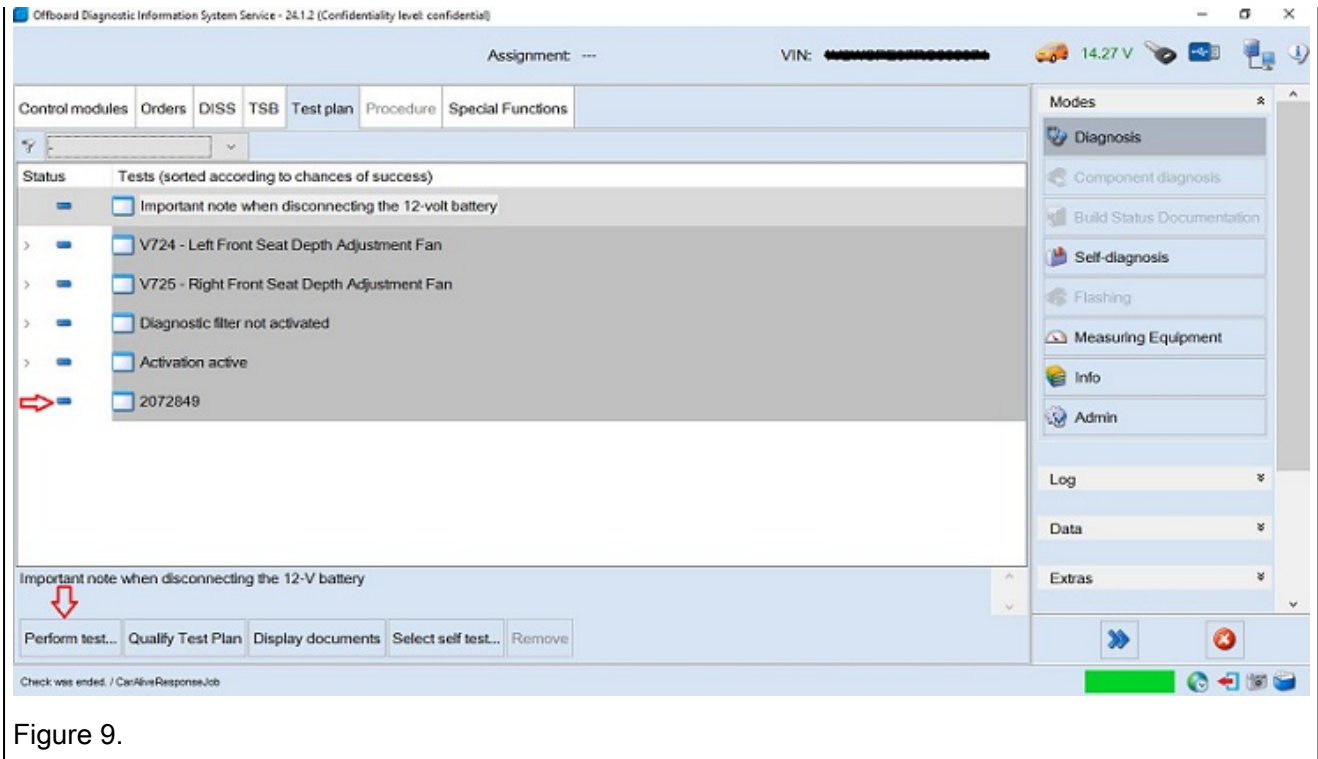 Offboard Diagnostic Information System Service - 24.1.2 (Confidentiality level: confidential)
Assignment: --- VIN: 14.27 V
Control modules Orders DISS TSB Test plan Procedure Special Functions
-
Status Tests (sorted according to chances of success)
Important note when disconnecting the 12-volt battery
V724 - Left Front Seat Depth Adjustment Fan
V725 - Right Front Seat Depth Adjustment Fan
Diagnostic filter not activated
Activation active
2072849
Important note when disconnecting the 12-V battery
Perform test... Qualify Test Plan Display documents Select self test... Remove
Check was ended. / CarAliveResponseJob
Modes
Diagnosis
Component diagnosis
Build Status Documentation
Self-diagnosis
Flashing
Measuring Equipment
Info
Admin
Log
Data
Extras
Figure 9.